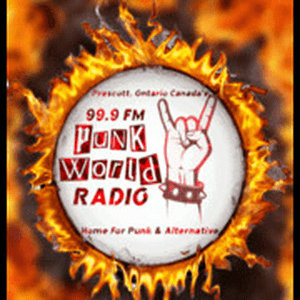 Prescott, Ontario Canada's
99.9 FM
PUNK
WORLD
RADIO
Home For Punk & Alternative